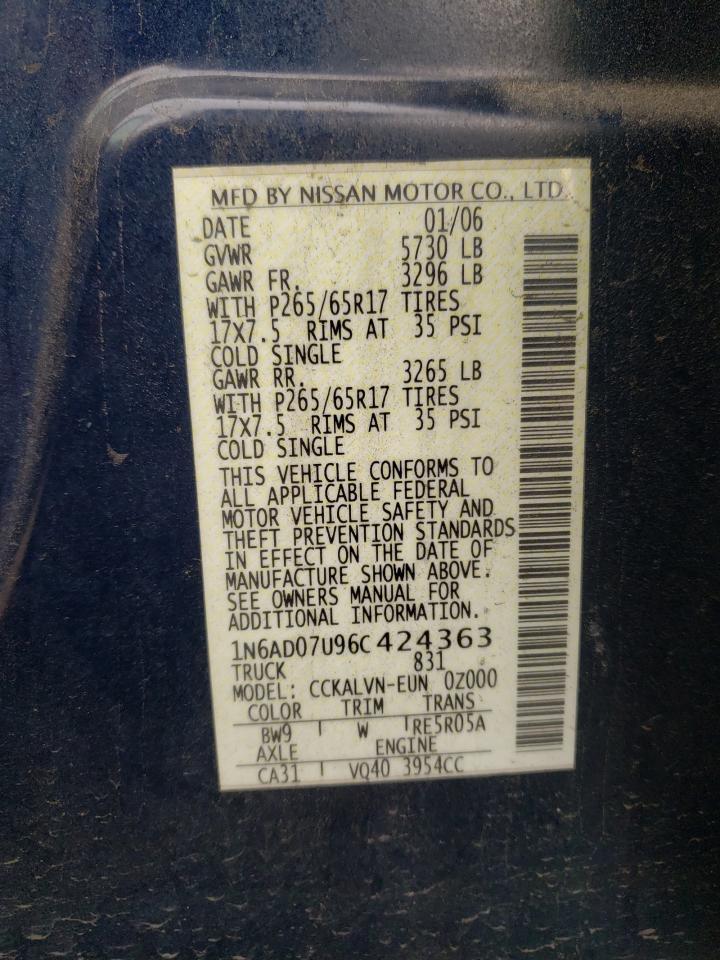 MFD BY NISSAN MOTOR CO., LTD.
DATE 01/06
GVWR 5730 LB
GAWR FR. 3296 LB
WITH P265/65R17 TIRES
17X7.5 RIMS AT 35 PSI
COLD SINGLE
GAWR RR. 3265 LB
WITH P265/65R17 TIRES
17X7.5 RIMS AT 35 PSI
COLD SINGLE
THIS VEHICLE CONFORMS TO
ALL APPLICABLE FEDERAL
MOTOR VEHICLE SAFETY AND
THEFT PREVENTION STANDARDS
IN EFFECT ON THE DATE OF
MANUFACTURE SHOWN ABOVE.
SEE OWNERS MANUAL FOR
ADDITIONAL INFORMATION.
1N6AD07U96C424363
TRUCK 831
MODEL: CCKALVN-EUN 0Z000
COLOR TRIM TRANS
BW9 W RE5R05A
AXLE ENGINE
CA31 VQ40 3954CC